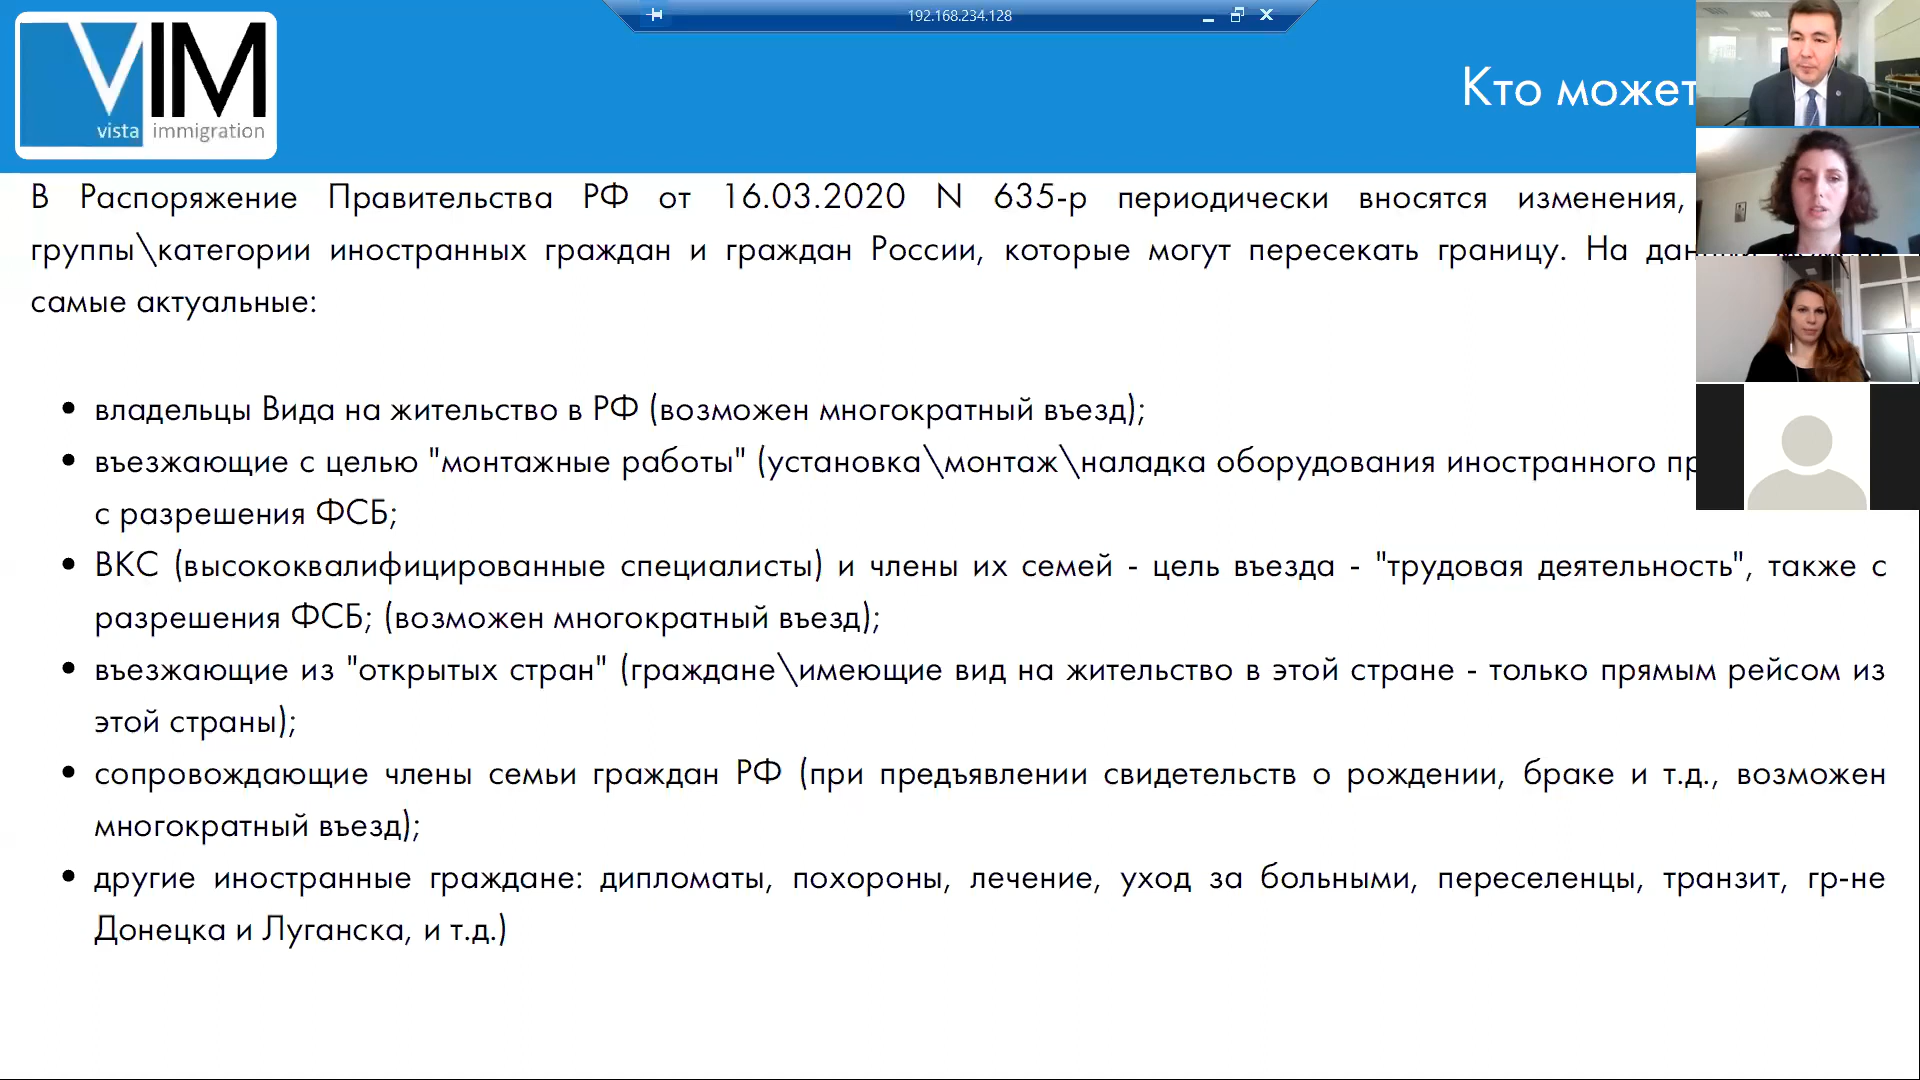 192.168.234.128
VIM
vista immigration
Кто может
В Распоряжение Правительства РФ от 16.03.2020 N 635-р периодически вносятся изменения,
группы\категории иностранных граждан и граждан России, которые могут пересекать границу. На
самые актуальные:
• владельцы Вида на жительство в РФ (возможен многократный въезд);
• въезжающие с целью "монтажные работы" (установка\монтаж\наладка оборудования иностранного
с разрешения ФСБ;
• ВКС (высококвалифицированные специалисты) и члены их семей - цель въезда - "трудовая деятельность", также с
разрешения ФСБ; (возможен многократный въезд);
• въезжающие из "открытых стран" (граждане\имеющие вид на жительство в этой стране - только прямым рейсом из
этой страны);
• сопровождающие члены семьи граждан РФ (при предъявлении свидетельств о рождении, браке и т.д., возможен
многократный въезд);
• другие иностранные граждане: дипломаты, похороны, лечение, уход за больными, переселенцы, транзит, гр-не
Донецка и Луганска, и т.д.)